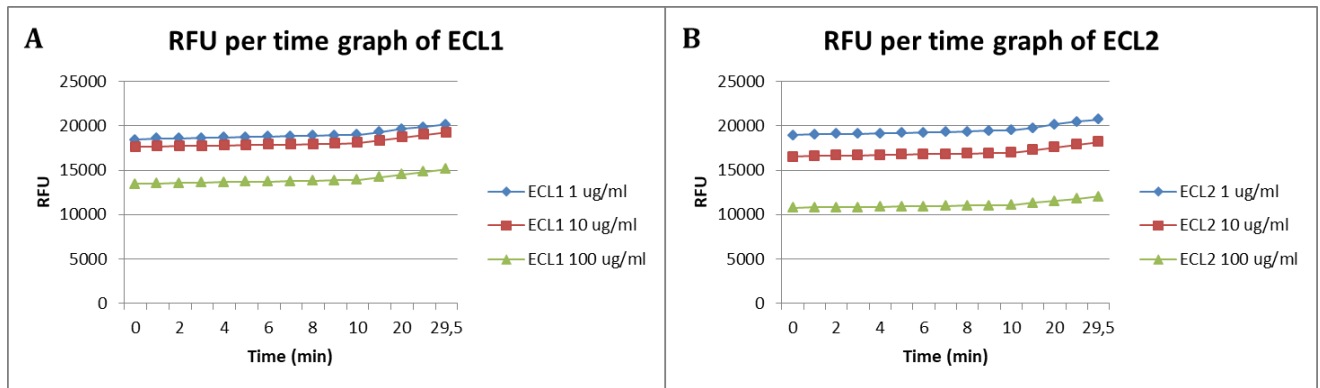 A
RFU per time graph of ECL1
25000
20000
15000
10000
5000
0
RFU
0 2 4 6 8 10 20 29,5
Time (min)
ECL1 1 ug/ml
ECL1 10 ug/ml
ECL1 100 ug/ml
B
RFU per time graph of ECL2
25000
20000
15000
10000
5000
0
RFU
0 2 4 6 8 10 20 29,5
Time (min)
ECL2 1 ug/ml
ECL2 10 ug/ml
ECL2 100 ug/ml